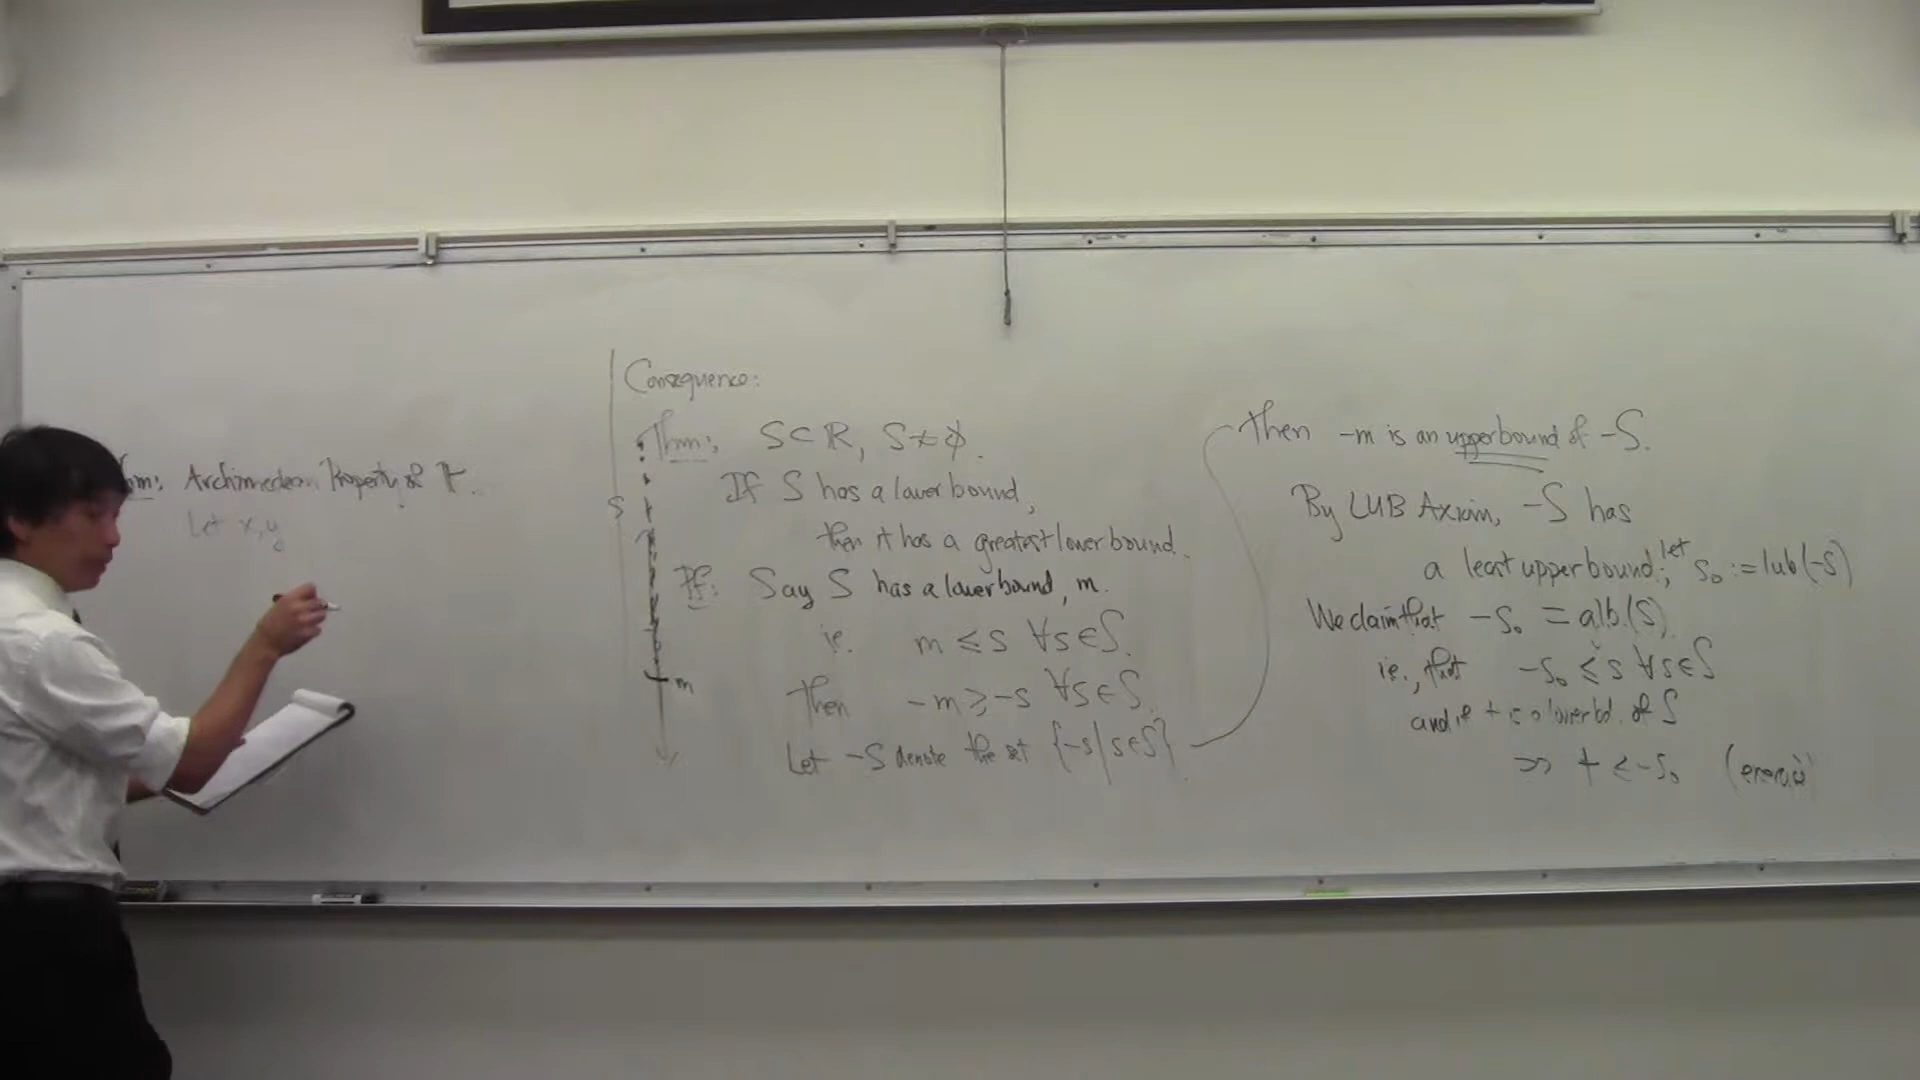 Thm: Archimedean Property of R.
Let x,y
Consequence:
Thm: S⊂R, S≠∅.
If S has a lower bound,
then it has a greatest lower bound.
Pf: Say S has a lower bound, m.
ie. m ≤ s ∀s∈S.
Then -m ≥ -s ∀s∈S.
Let -S denote the set {-s|s∈S}
S
m
Then -m is an upperbound of -S.
By LUB Axiom, -S has
a least upper bound; let s₀ := lub(-S)
We claim that -s₀ = glb(S)
ie., that -s₀ ≤ s ∀s∈S
and if t is a lower bd. of S
⇒ t ≤ -s₀ (exercise)